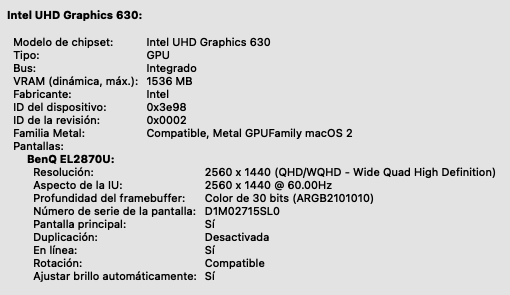 Intel UHD Graphics 630:
Modelo de chipset: Intel UHD Graphics 630
Tipo: GPU
Bus: Integrado
VRAM (dinámica, máx.): 1536 MB
Fabricante: Intel
ID del dispositivo: 0x3e98
ID de la revisión: 0x0002
Familia Metal: Compatible, Metal GPUFamily macOS 2
Pantallas:
BenQ EL2870U:
Resolución: 2560 x 1440 (QHD/WQHD - Wide Quad High Definition)
Aspecto de la IU: 2560 x 1440 @ 60.00Hz
Profundidad del framebuffer: Color de 30 bits (ARGB2101010)
Número de serie de la pantalla: D1M02715SL0
Pantalla principal: Sí
Duplicación: Desactivada
En línea: Sí
Rotación: Compatible
Ajustar brillo automáticamente: Sí